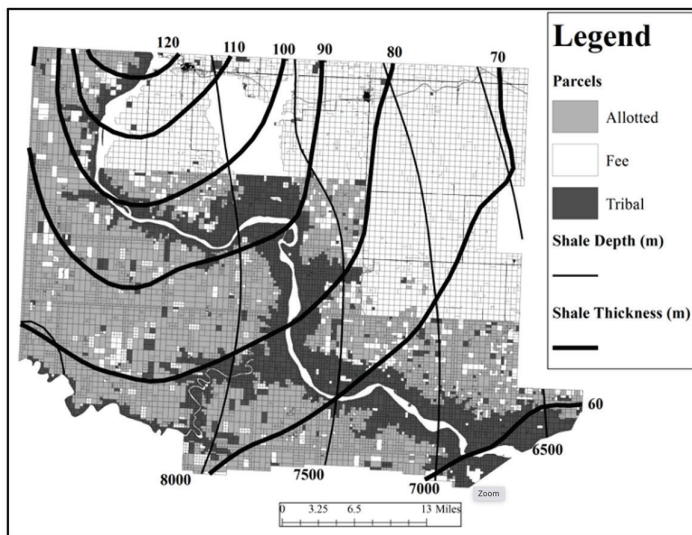 120 110 100 90 80 70
Legend
Parcels
Allotted
Fee
Tribal
Shale Depth (m)
Shale Thickness (m)
60
6500
7000
7500
8000
Zoom
0 3.25 6.5 13 Miles